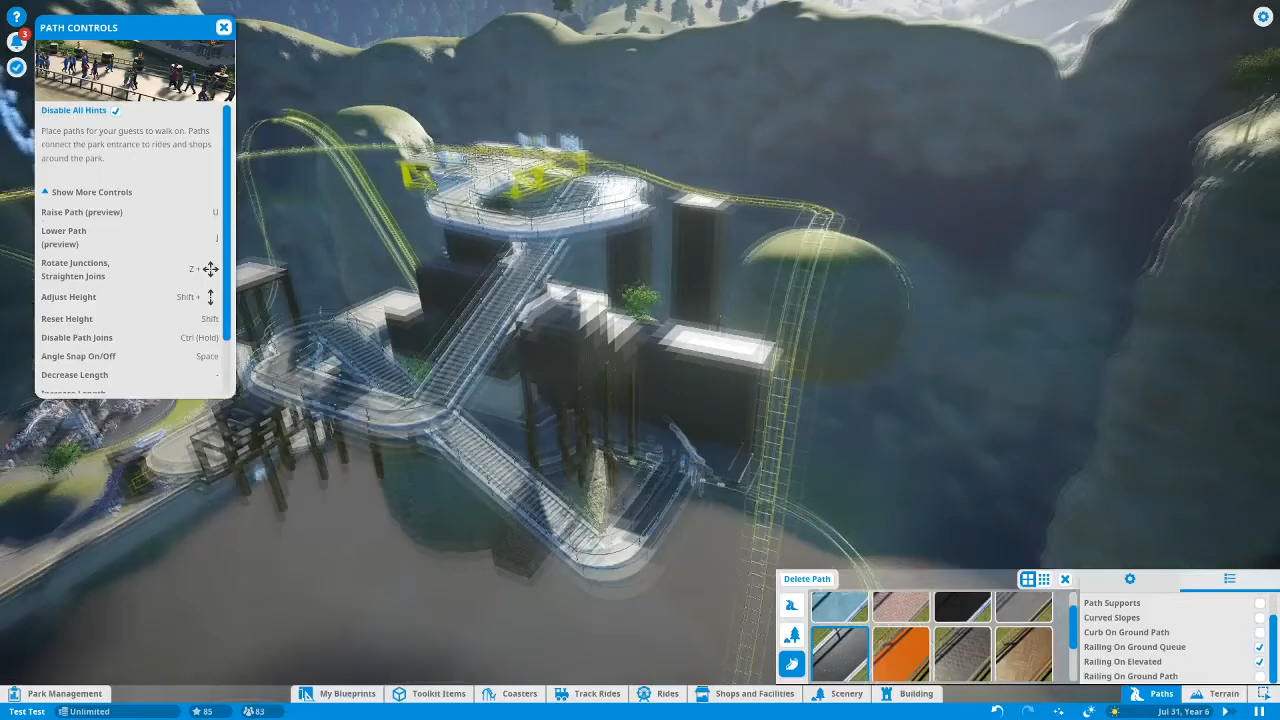 ?
3
PATH CONTROLS
Disable All Hints
Place paths for your guests to walk on. Paths
connect the park entrance to rides and shops
around the park.
Show More Controls
Raise Path (preview) U
Lower Path J
(preview)
Rotate Junctions, Z +
Straighten Joins
Adjust Height Shift +
Reset Height Shift
Disable Path Joins Ctrl (Hold)
Angle Snap On/Off Space
Decrease Length -
Delete Path
Path Supports
Curved Slopes
Curb On Ground Path
Railing On Ground Queue
Railing On Elevated
Railing On Ground Path
Park Management My Blueprints Toolkit Items Coasters Track Rides Rides Shops and Facilities Scenery Building Paths Terrain
Test Test Unlimited 85 83 Jul 31, Year 6